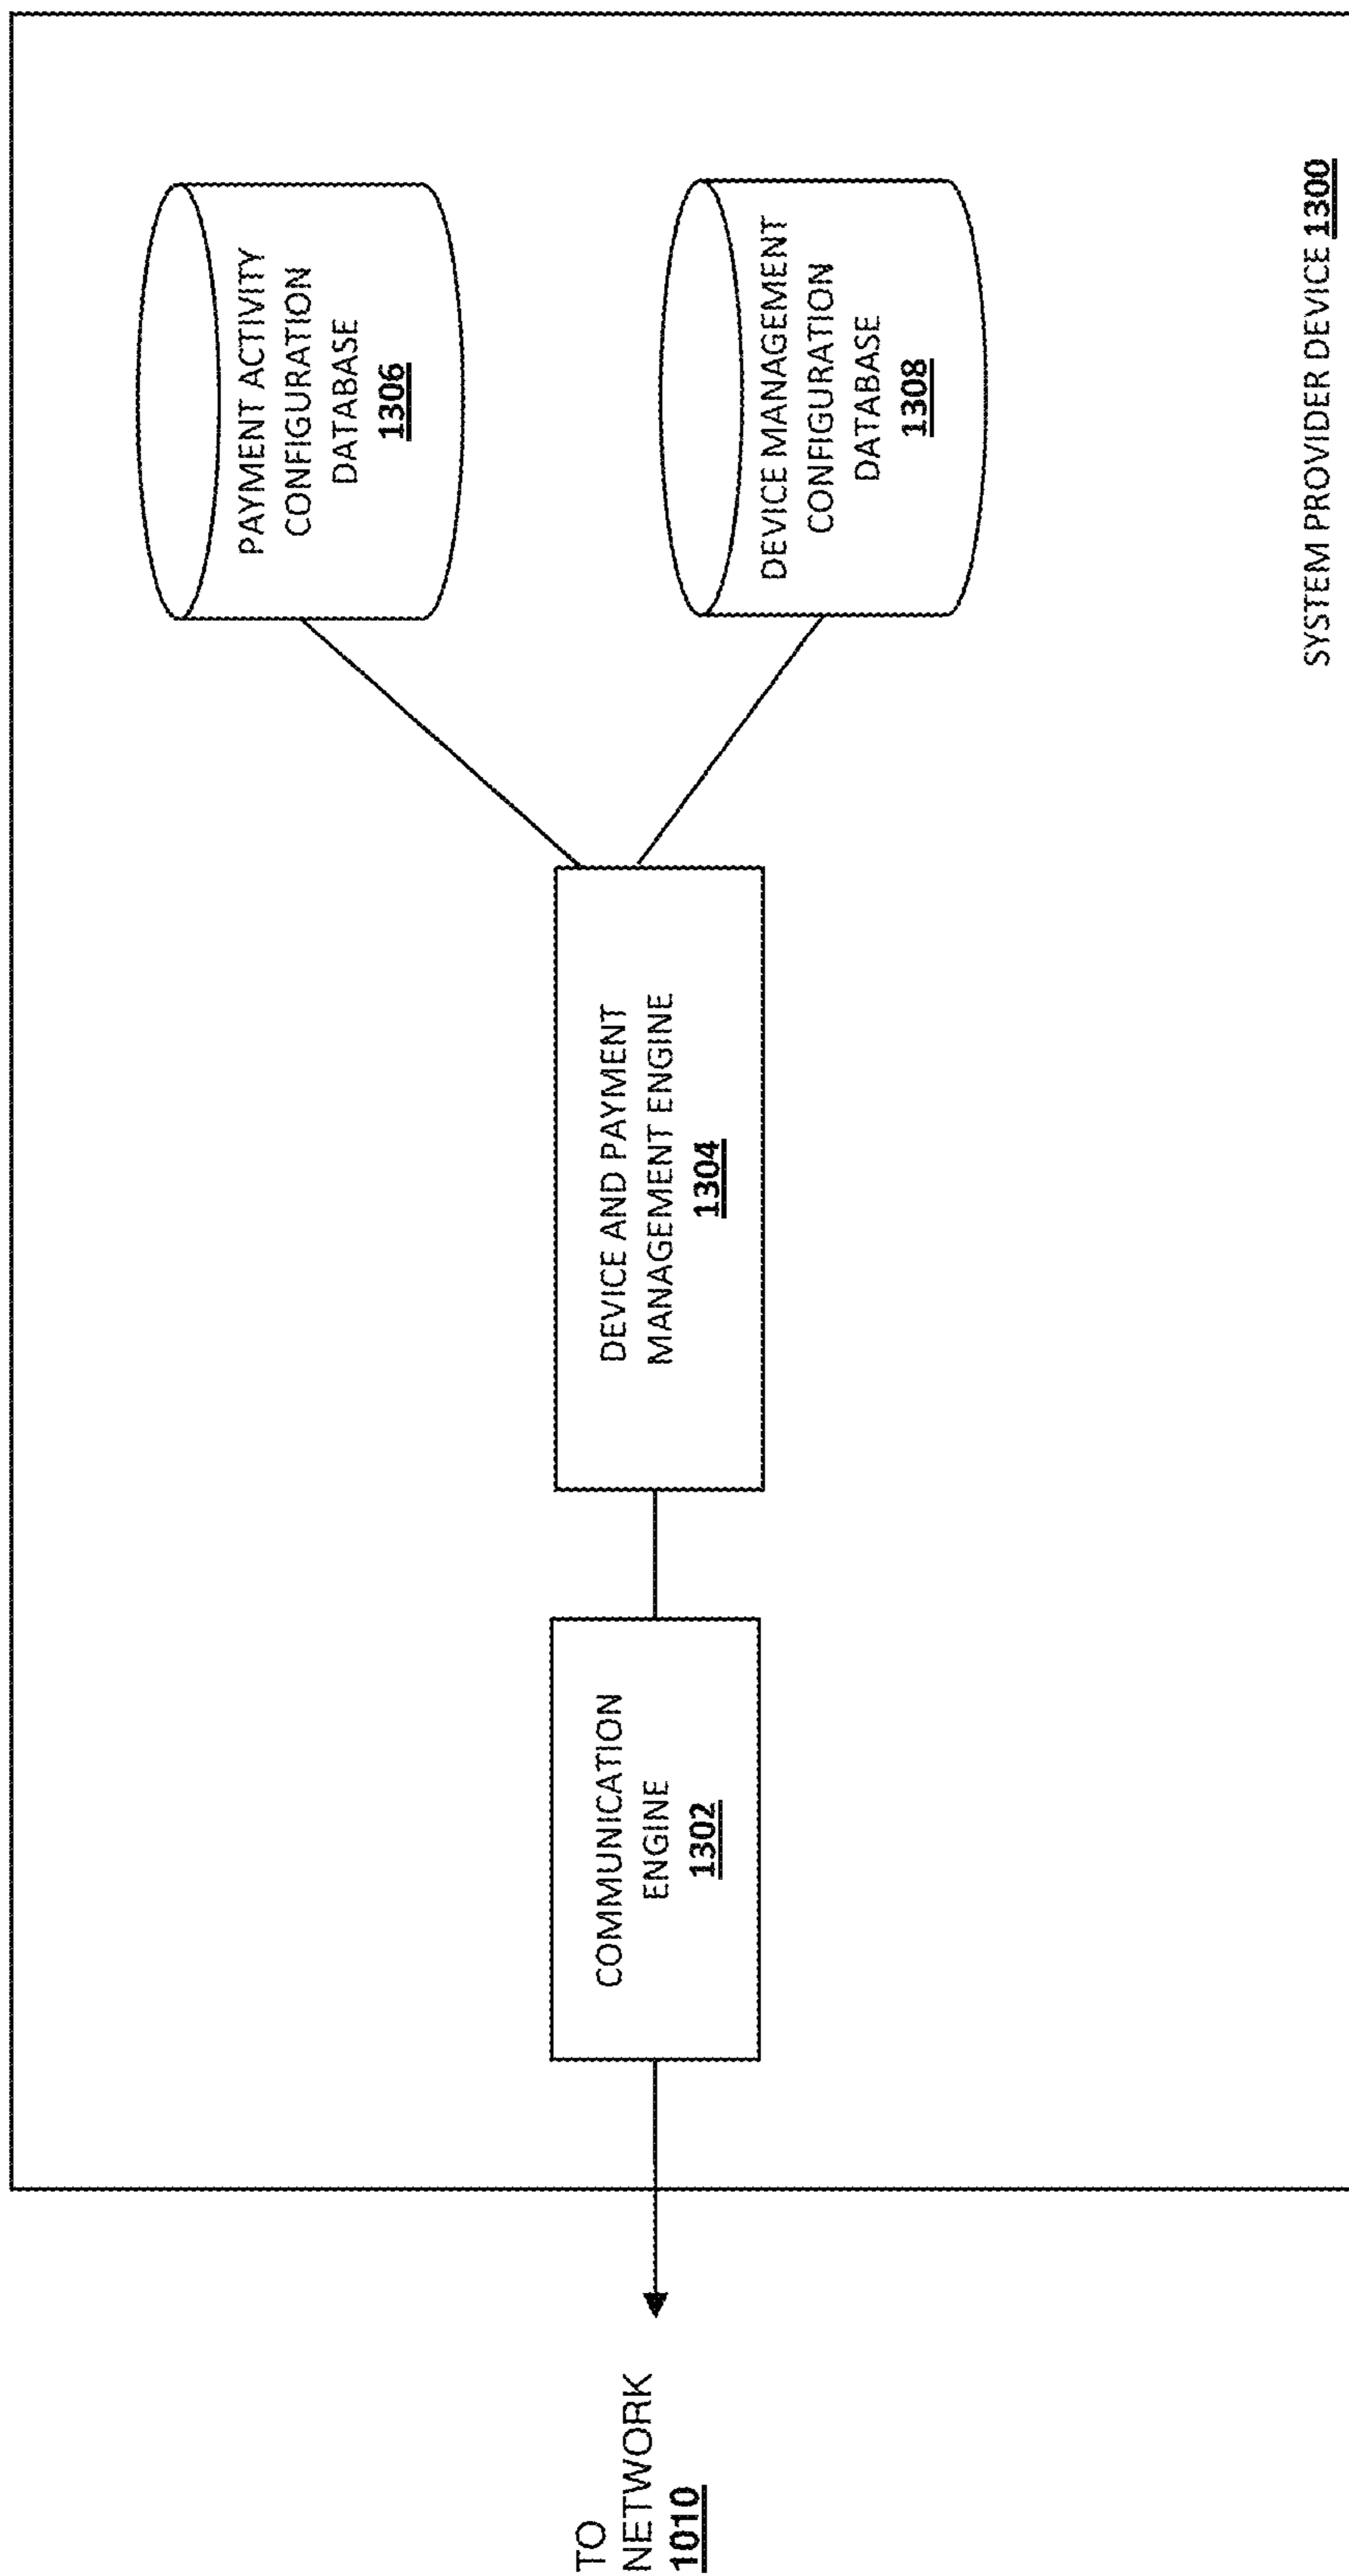 TO
NETWORK
1010
COMMUNICATION
ENGINE
1302
DEVICE AND PAYMENT
MANAGEMENT ENGINE
1304
PAYMENT ACTIVITY
CONFIGURATION
DATABASE
1306
DEVICE MANAGEMENT
CONFIGURATION
DATABASE
1308
SYSTEM PROVIDER DEVICE 1300